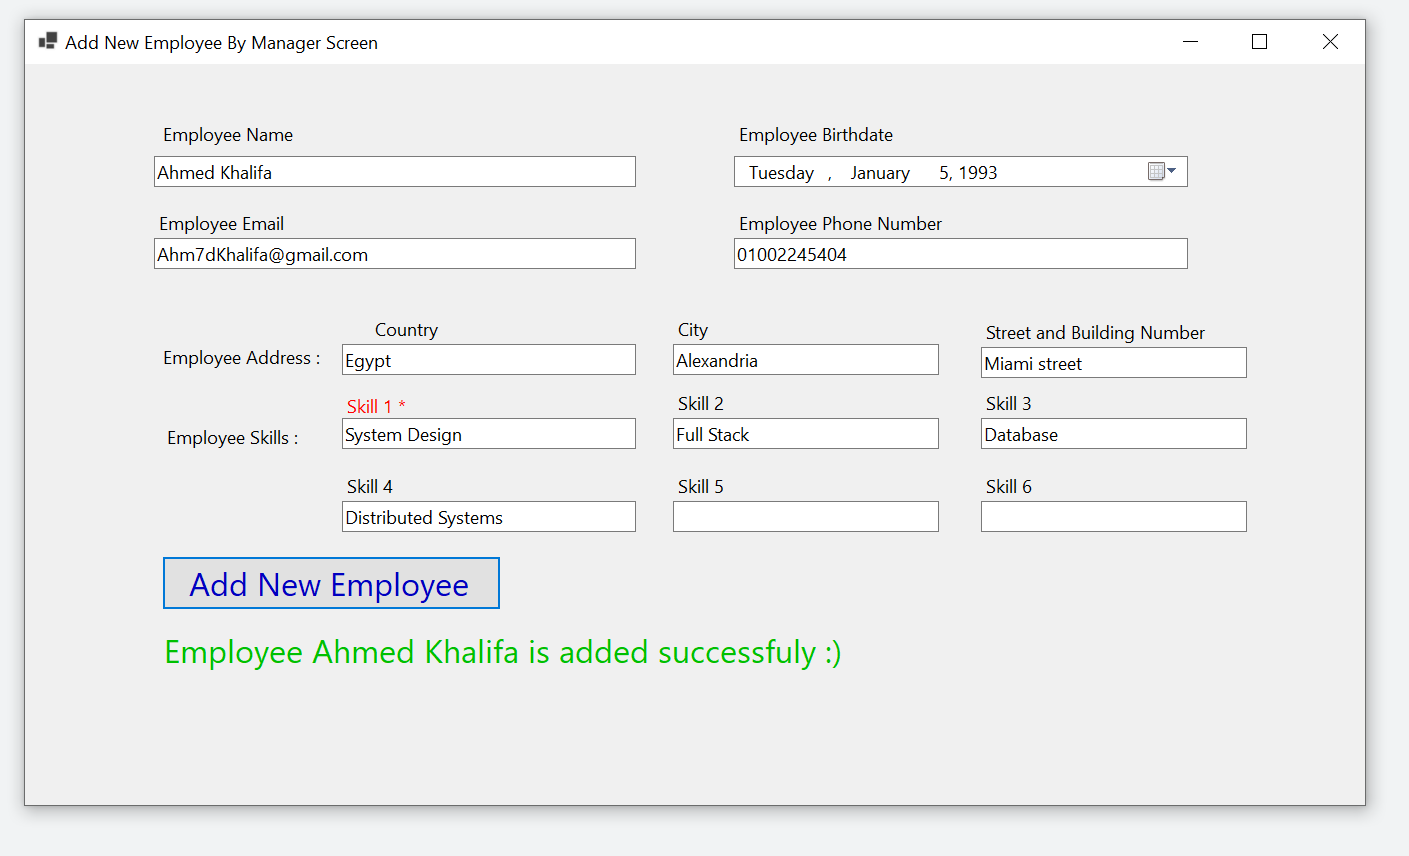 Add New Employee By Manager Screen
Employee Name
Employee Birthdate
Ahmed Khalifa
Tuesday , January 5, 1993
Employee Email
Employee Phone Number
Ahm7dKhalifa@gmail.com
01002245404
Country
City
Street and Building Number
Employee Address :
Egypt
Alexandria
Miami street
Skill 1 *
Skill 2
Skill 3
Employee Skills :
System Design
Full Stack
Database
Skill 4
Skill 5
Skill 6
Distributed Systems
Add New Employee
Employee Ahmed Khalifa is added successfuly :)